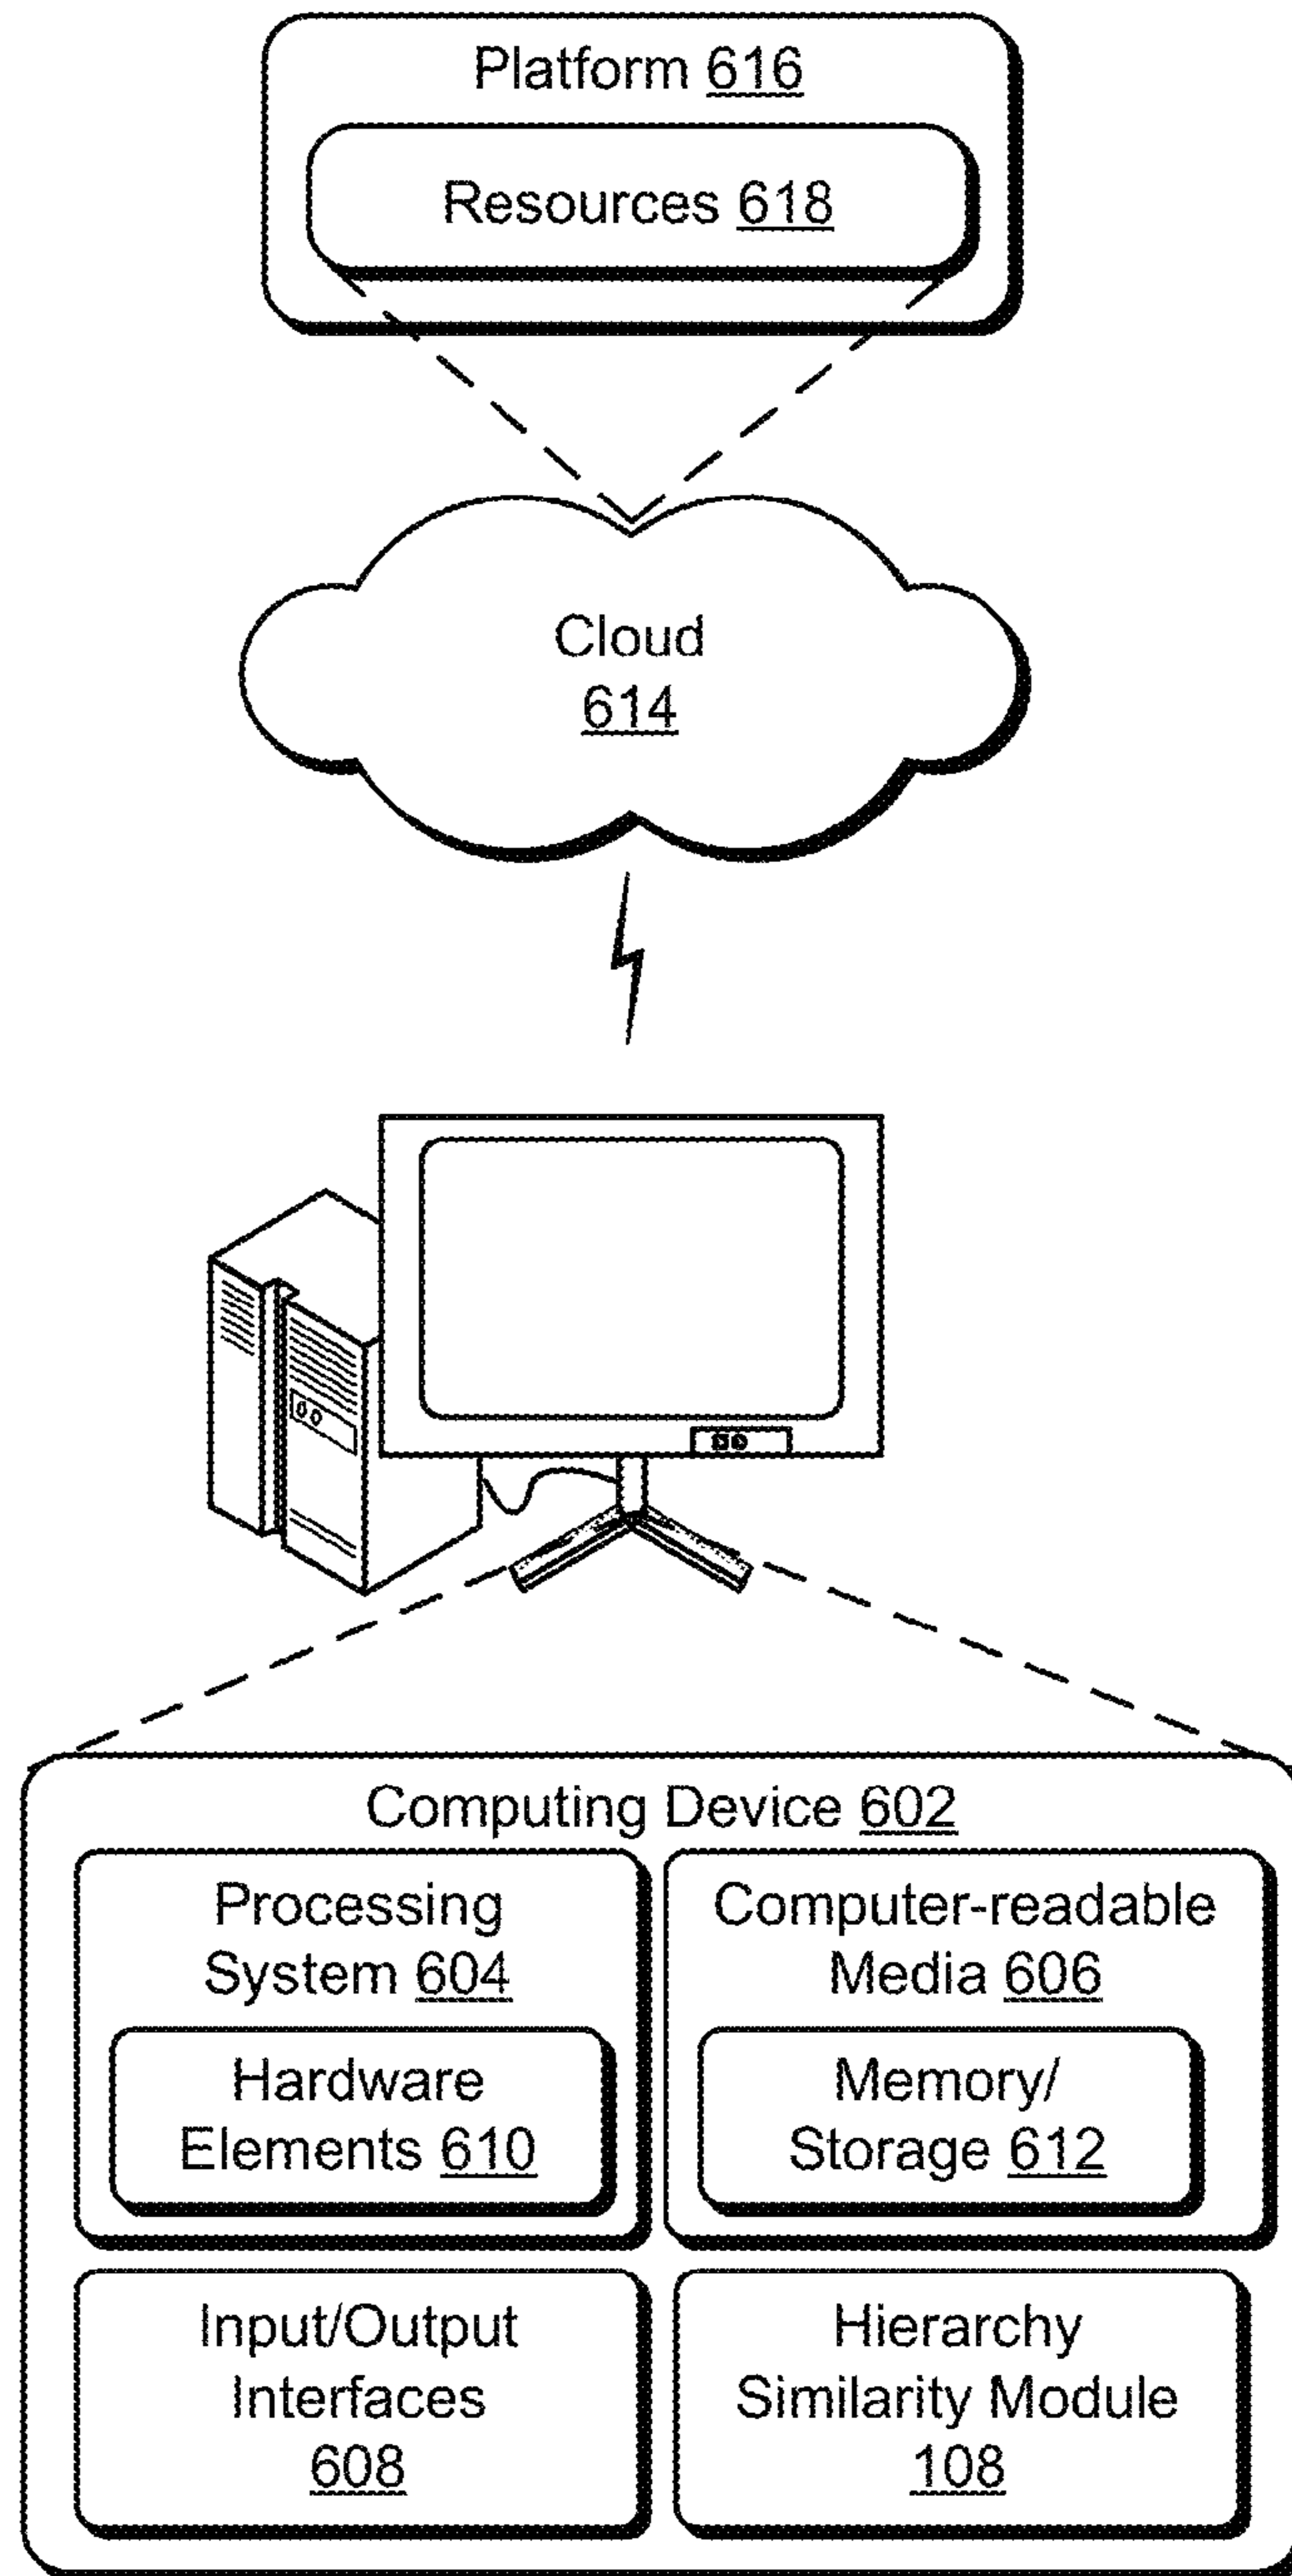 Platform 616
Resources 618
Cloud
614
Computing Device 602
Processing
System 604
Hardware
Elements 610
Computer-readable
Media 606
Memory/
Storage 612
Input/Output
Interfaces
608
Hierarchy
Similarity Module
108